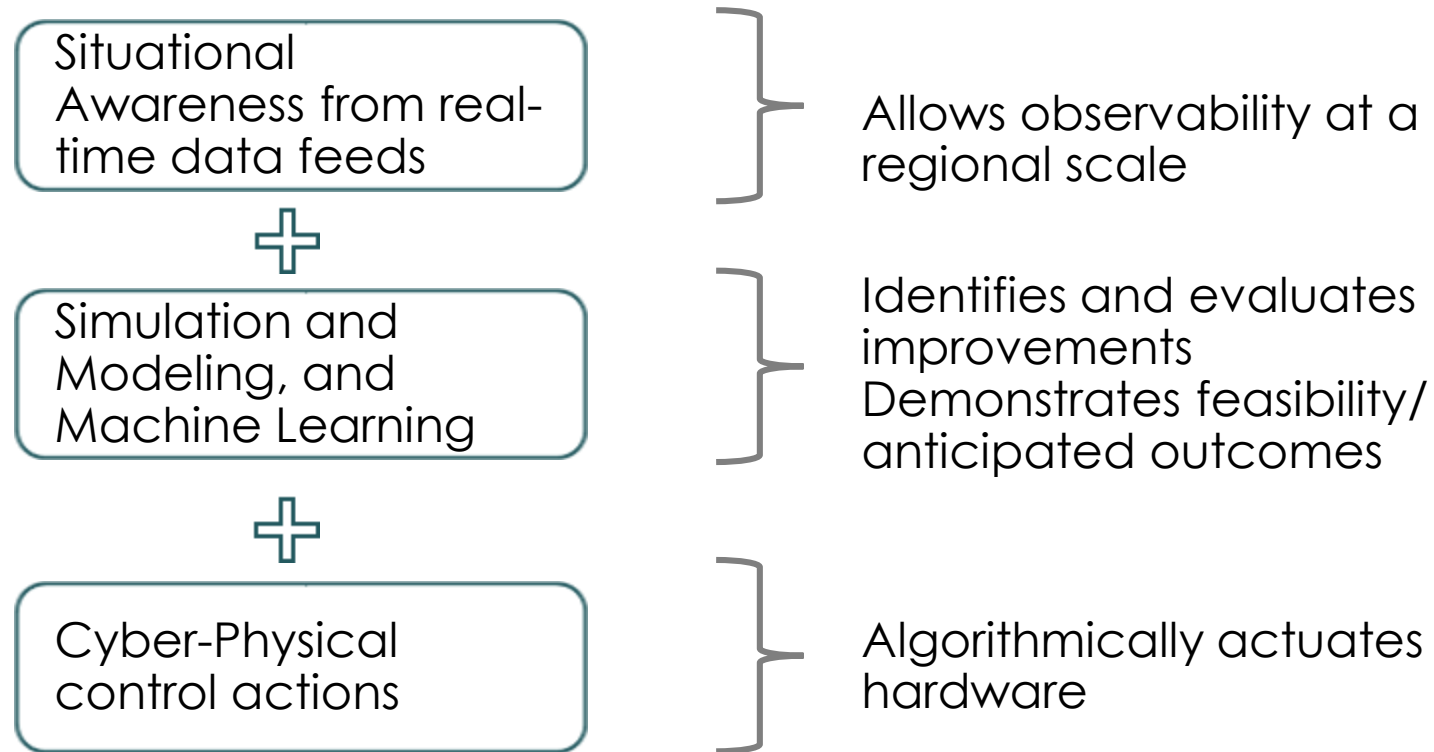 Situational
Awareness from real-
time data feeds
Allows observability at a
regional scale
Simulation and
Modeling, and
Machine Learning
Identifies and evaluates
improvements
Demonstrates feasibility/
anticipated outcomes
Cyber-Physical
control actions
Algorithmically actuates
hardware